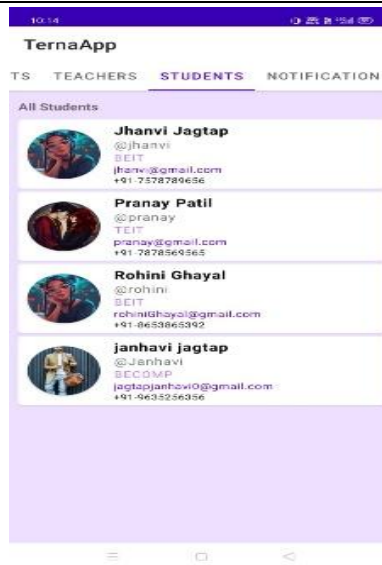 10:14
TernaApp
TS TEACHERS STUDENTS NOTIFICATION
All Students
Jhanvi Jagtap
@jhanvi
BEIT
jhanvi@gmail.com
+91-7578789656
Pranay Patil
@pranay
TEIT
pranay@gmail.com
+91-7878569565
Rohini Ghayal
@rohini
BEIT
rohiniGhayal@gmail.com
+91-8653865392
janhavi jagtap
@Janhavi
BECOMP
jagtapjanhavi0@gmail.com
+91-9635256356